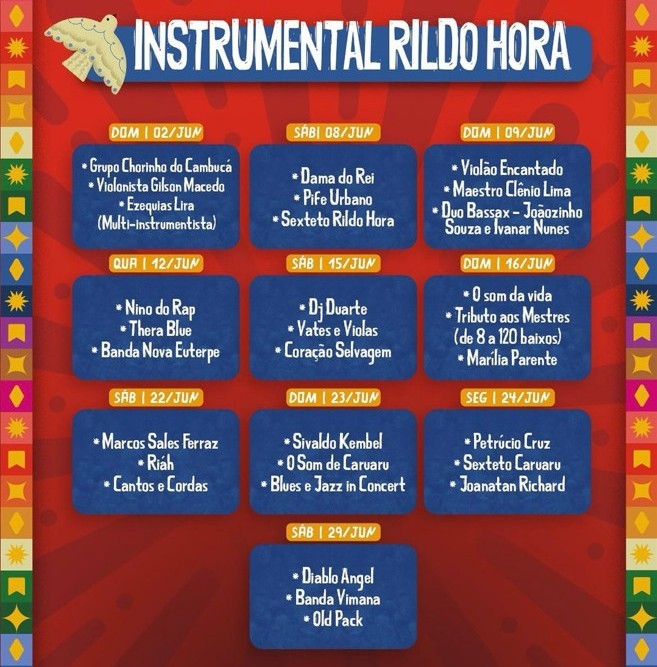 INSTRUMENTAL RILDO HORA
DOM | 02/JUN
* Grupo Chorinho do Cambucá
* Violonista Gilson Macedo
* Ezequias Lira
(Multi-instrumentista)
SÁB| 08/JUN
* Dama do Rei
* Pife Urbano
* Sexteto Rildo Hora
DOM | 09/JUN
* Violão Encantado
* Maestro Clênio Lima
* Duo Bassax - Joãozinho
Souza e Ivanar Nunes
QUA | 12/JUN
* Nino do Rap
* Thera Blue
* Banda Nova Euterpe
SÁB | 15/JUN
* Dj Duarte
* Vates e Violas
* Coração Selvagem
DOM | 16/JUN
* O som da vida
* Tributo aos Mestres
(de 8 a 120 baixos)
* Marília Parente
SÁB | 22/JUN
* Marcos Sales Ferraz
* Riáh
* Cantos e Cordas
DOM | 23/JUN
* Sivaldo Kembel
* O Som de Caruaru
* Blues e Jazz in Concert
SEG | 24/JUN
* Petrúcio Cruz
* Sexteto Caruaru
* Joanatan Richard
SÁB | 29/JUN
* Diablo Angel
* Banda Vimana
* Old Pack